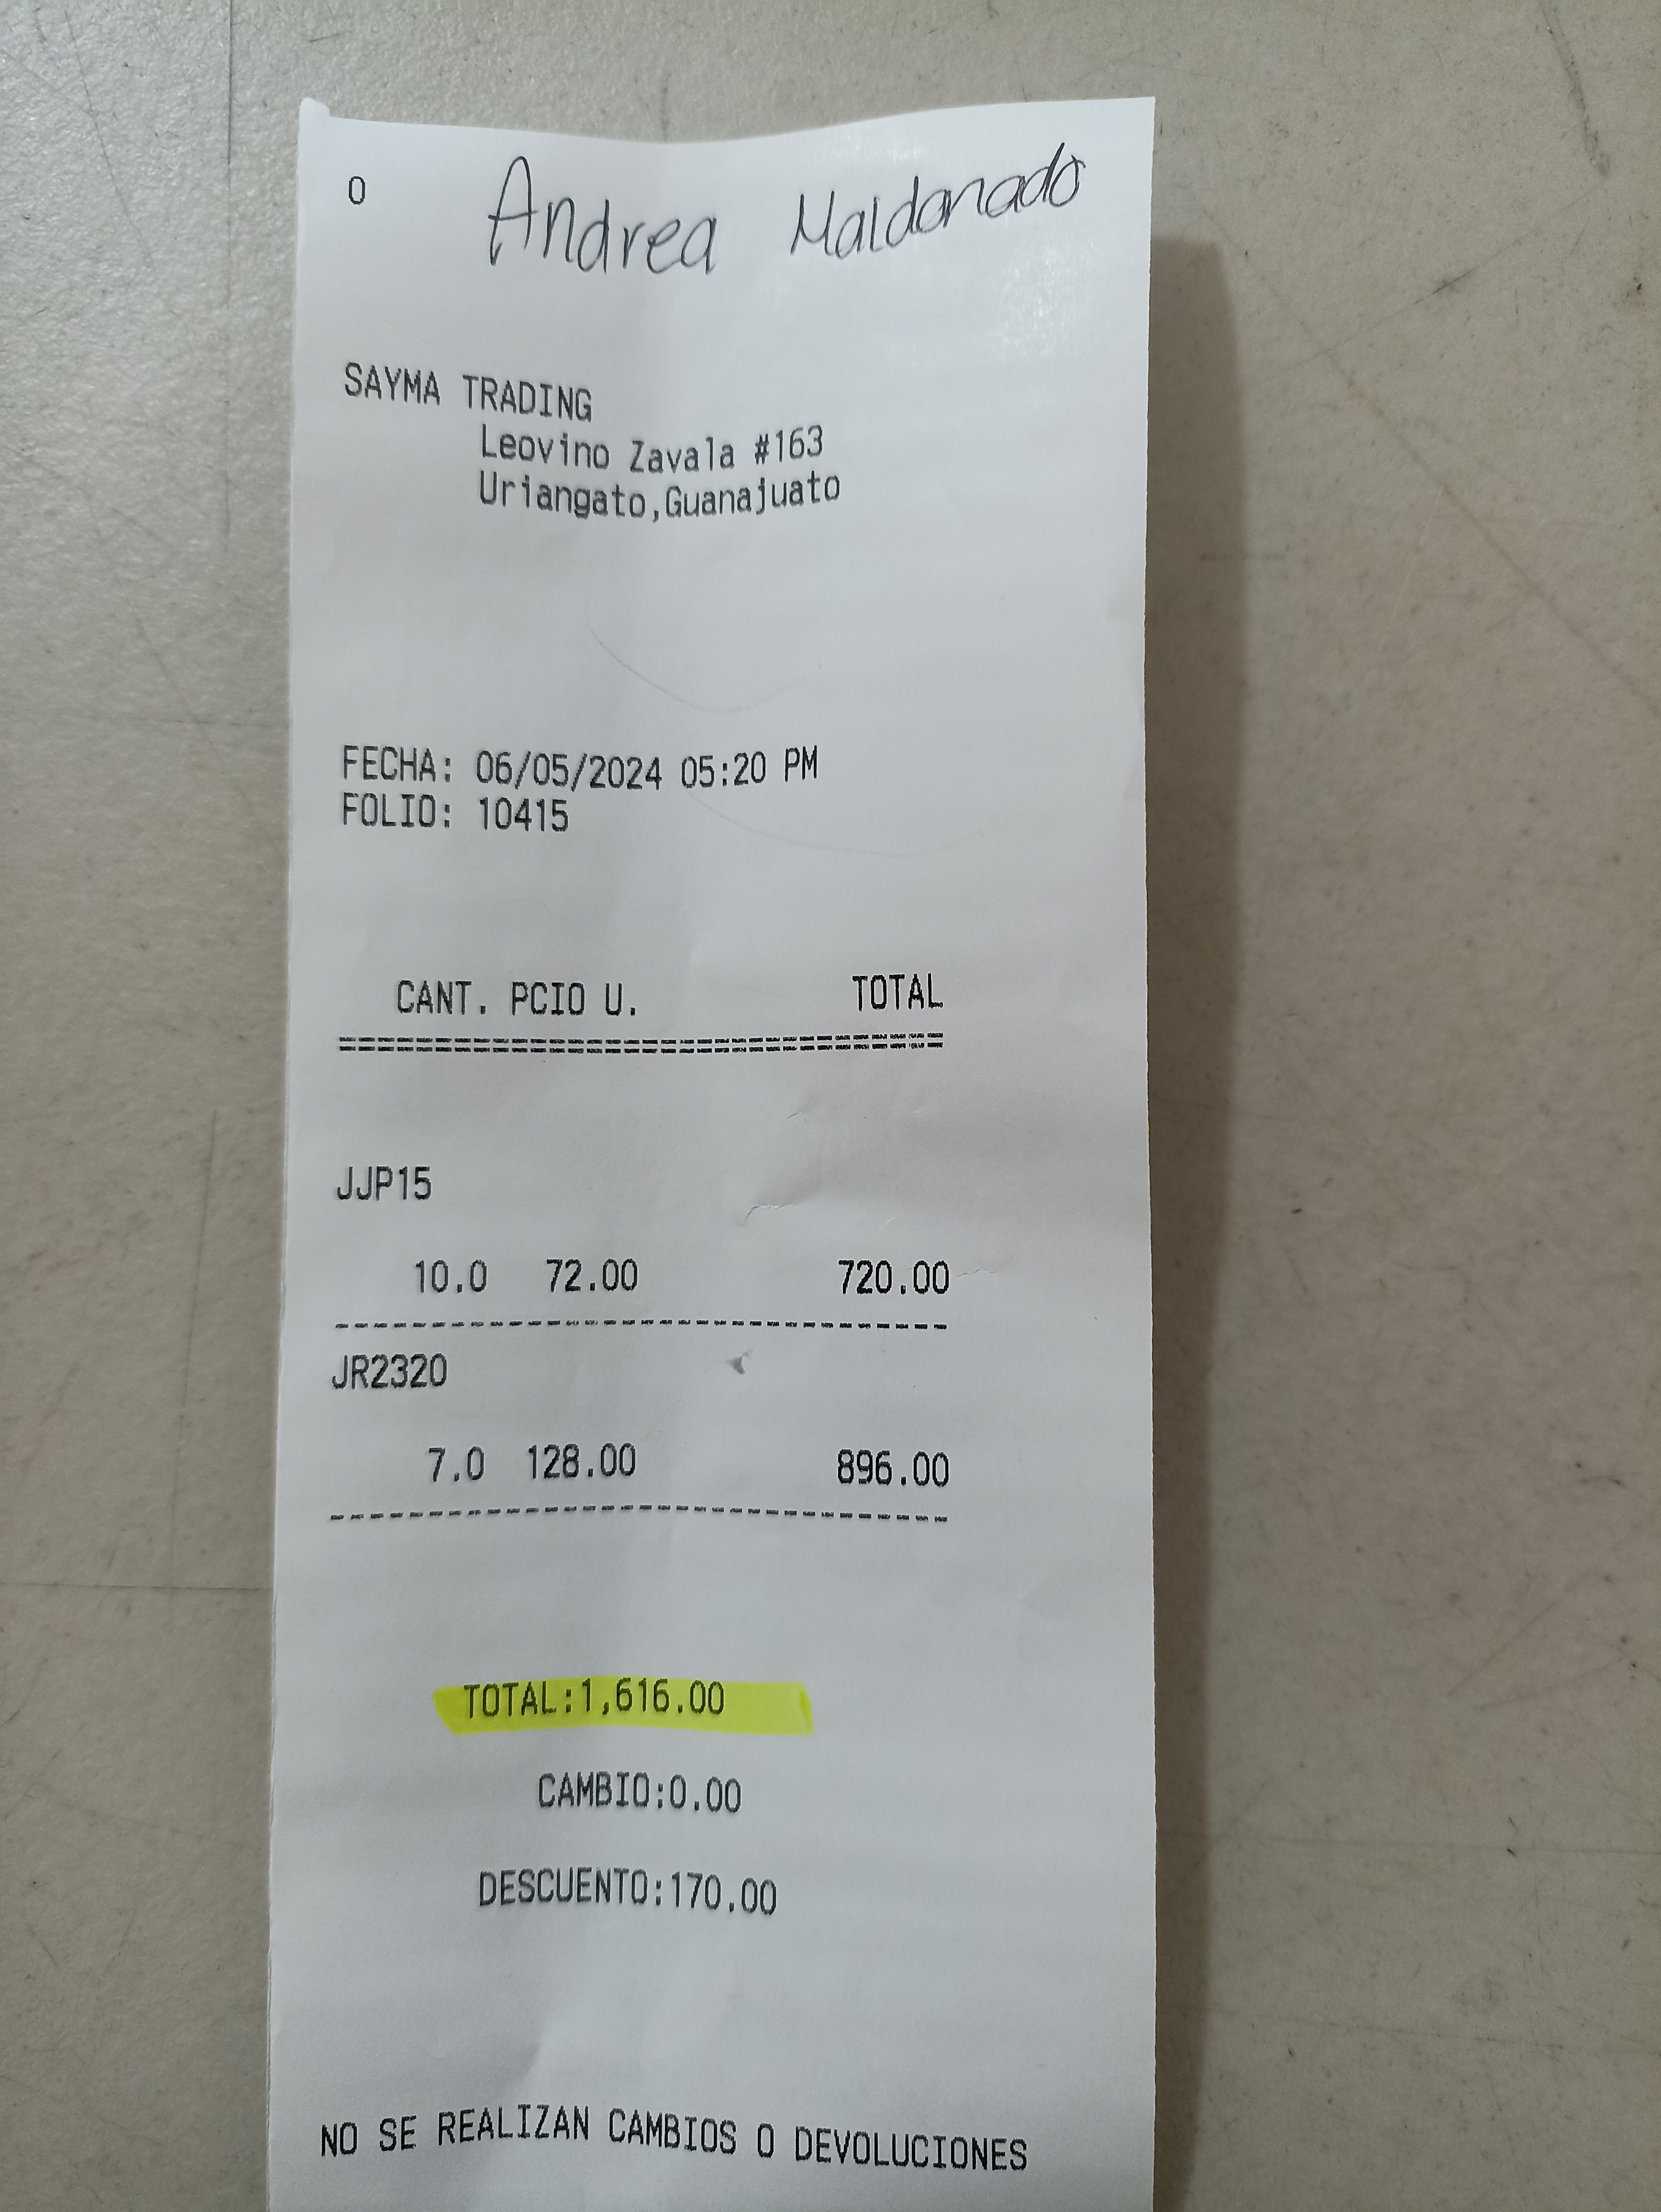 0 Andrea Maldonado
SAYMA TRADING
Leovino Zavala #163
Uriangato,Guanajuato
FECHA: 06/05/2024 05:20 PM
FOLIO: 10415
CANT. PCIO U. TOTAL
================================
JJP15
10.0 72.00 720.00
--------------------------------
JR2320
7.0 128.00 896.00
--------------------------------
TOTAL:1,616.00
CAMBIO:0.00
DESCUENTO:170.00
NO SE REALIZAN CAMBIOS O DEVOLUCIONES